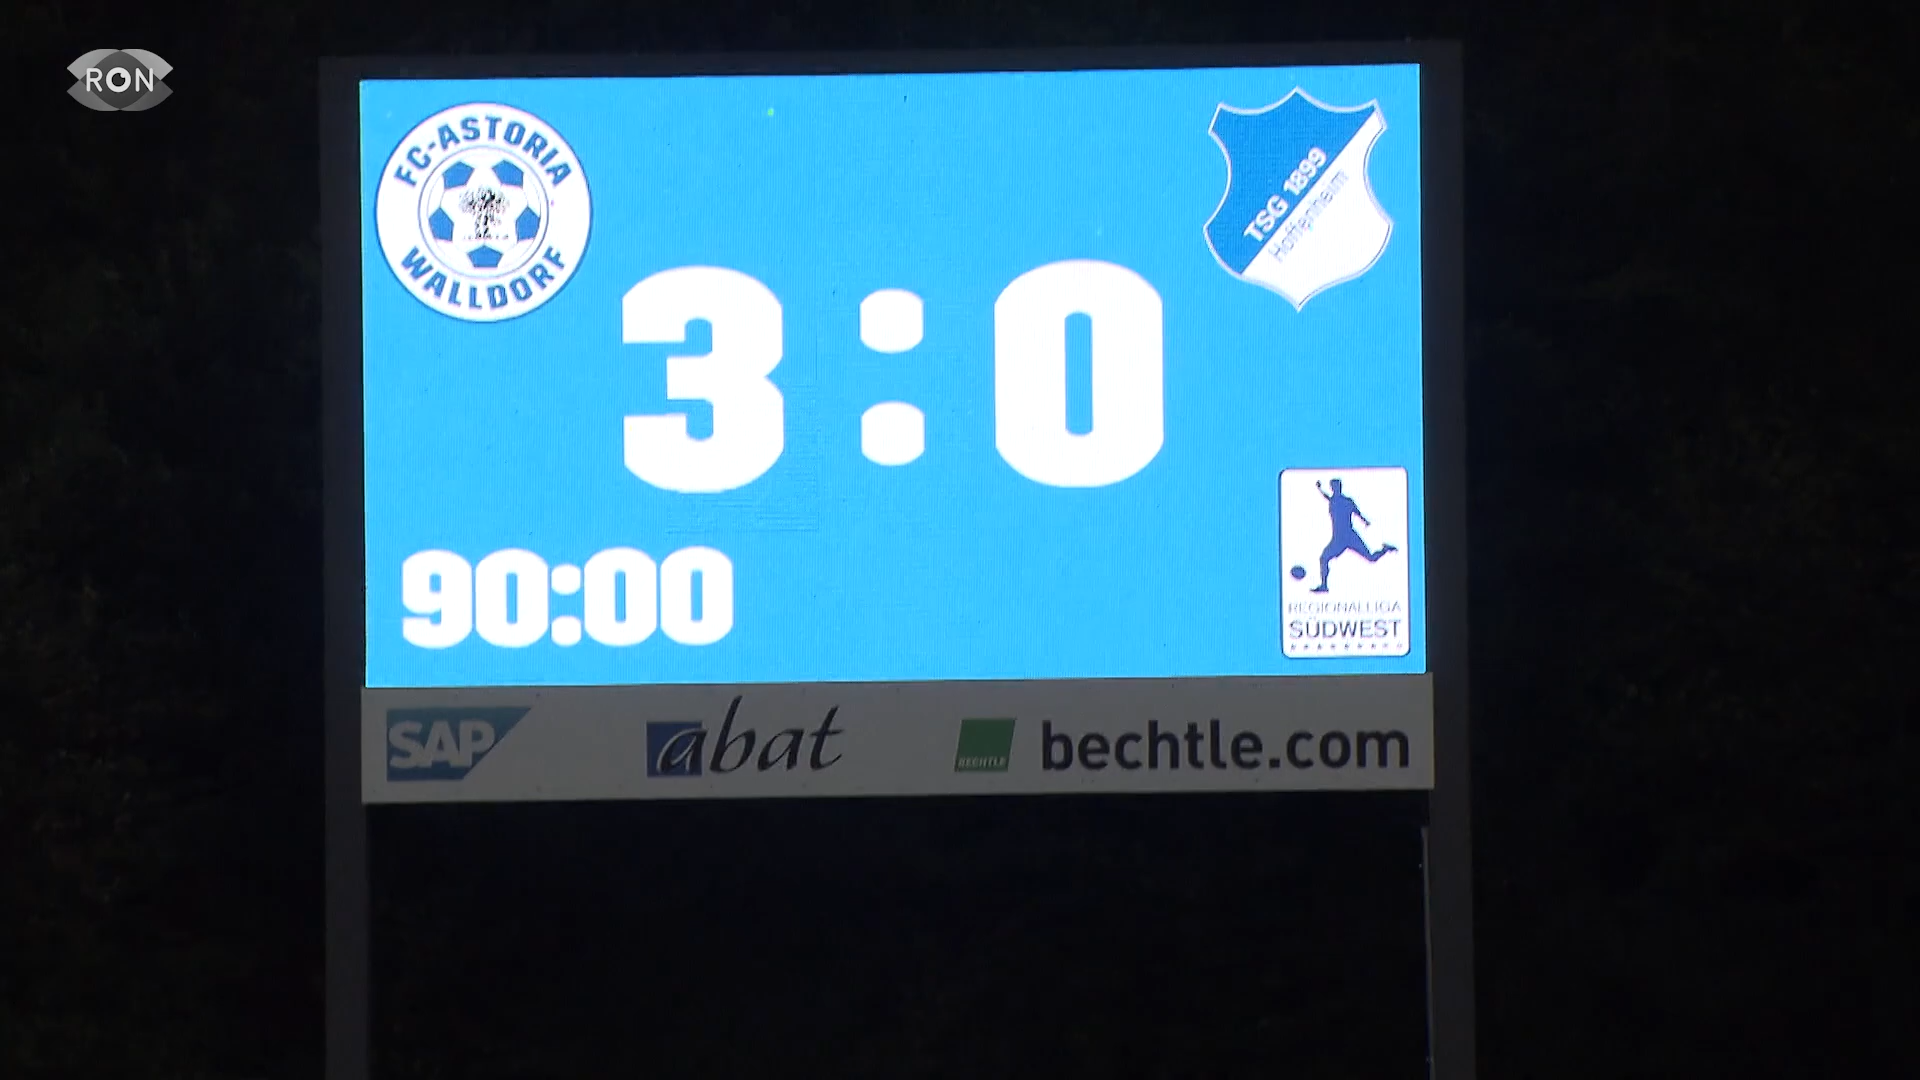 RON
FC-ASTORIA
WALLDORF
TSG 1899
Hoffenheim
3:0
90:00
REGIONALLIGA
SÜDWEST
SAP
abat
BECHTLE
bechtle.com